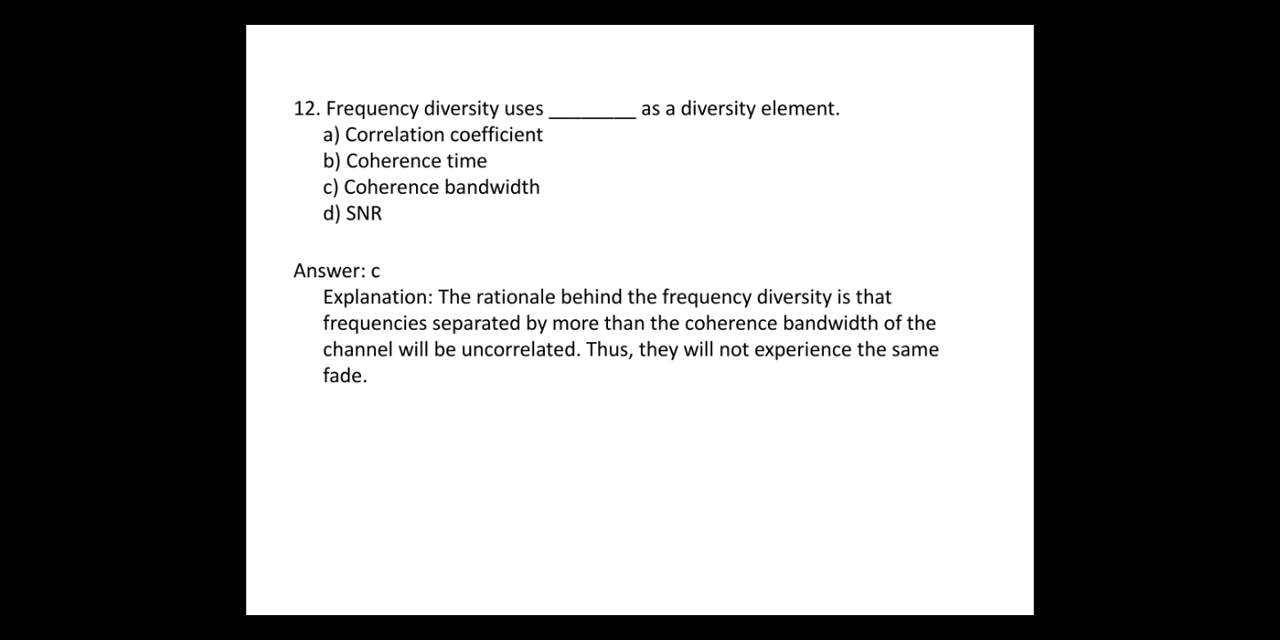 12. Frequency diversity uses ________ as a diversity element.
a) Correlation coefficient
b) Coherence time
c) Coherence bandwidth
d) SNR
Answer: c
Explanation: The rationale behind the frequency diversity is that
frequencies separated by more than the coherence bandwidth of the
channel will be uncorrelated. Thus, they will not experience the same
fade.